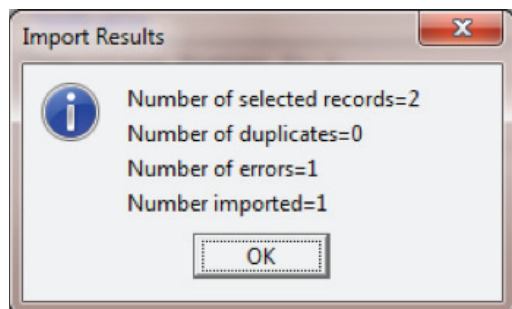 Import Results
Number of selected records=2
Number of duplicates=0
Number of errors=1
Number imported=1
OK